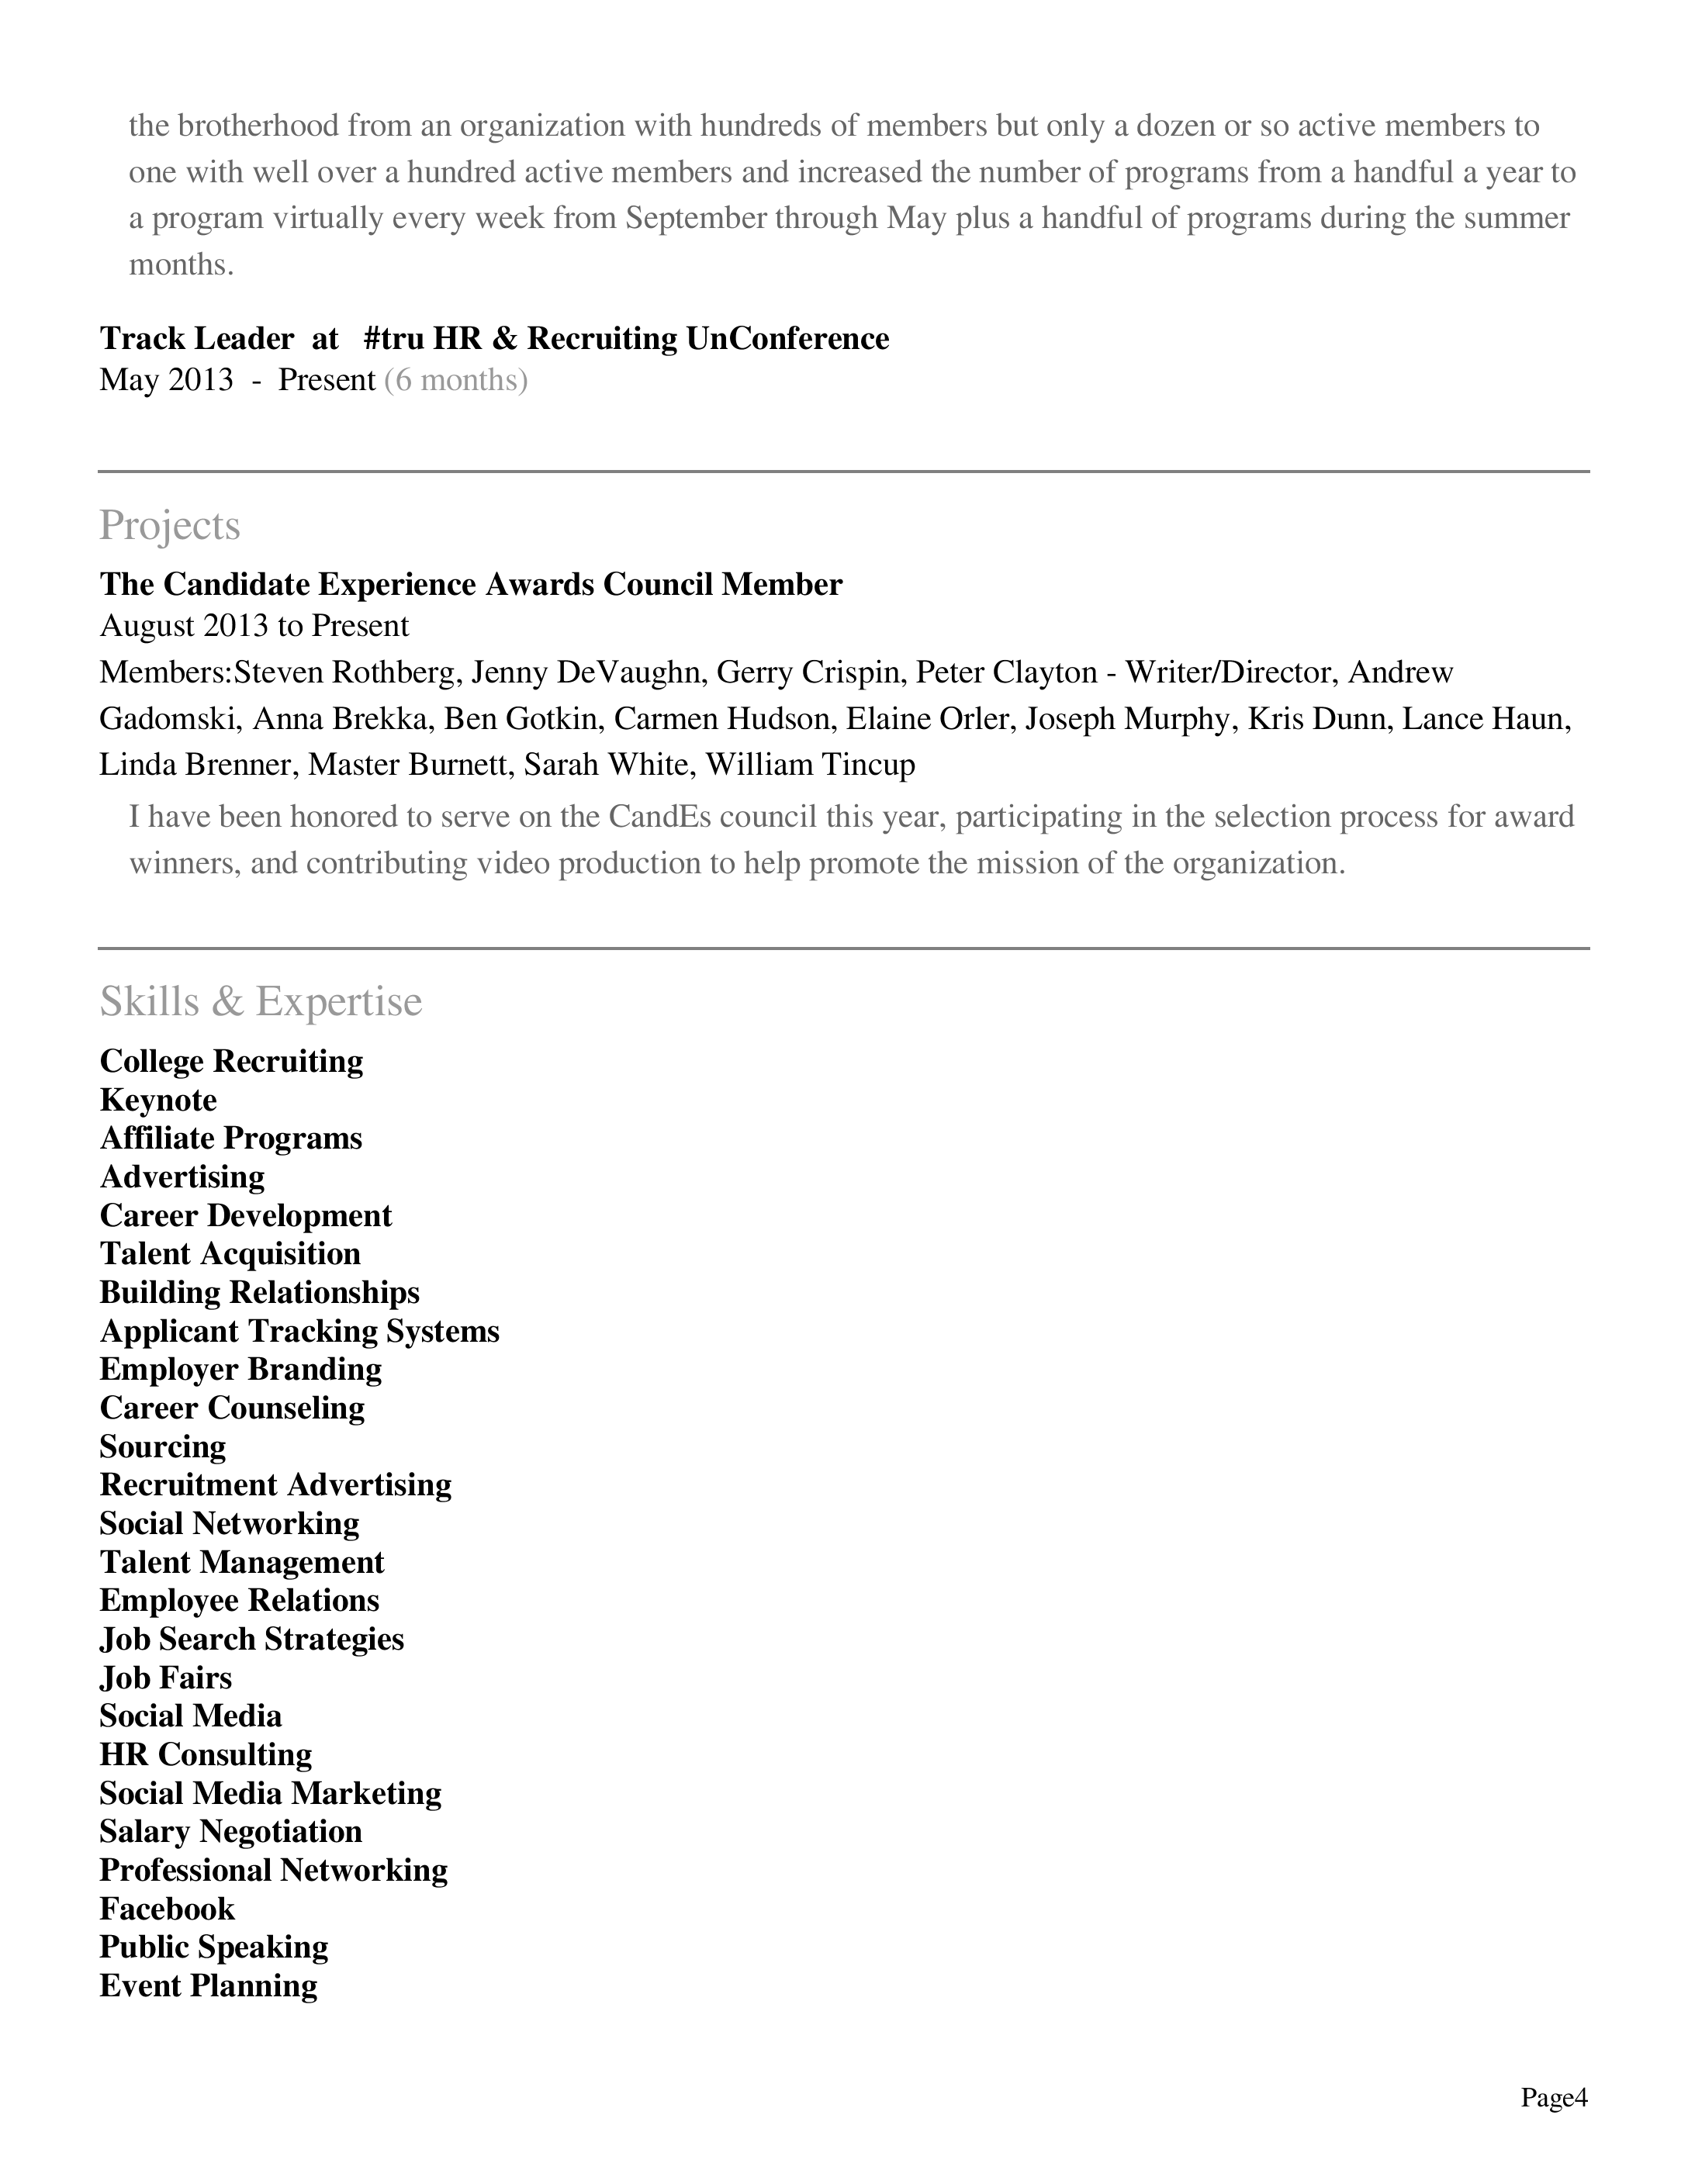 the brotherhood from an organization with hundreds of members but only a dozen or so active members to
one with well over a hundred active members and increased the number of programs from a handful a year to
a program virtually every week from September through May plus a handful of programs during the summer
months.
Track Leader at #tru HR & Recruiting UnConference
May 2013 - Present (6 months)
Projects
The Candidate Experience Awards Council Member
August 2013 to Present
Members:Steven Rothberg, Jenny DeVaughn, Gerry Crispin, Peter Clayton - Writer/Director, Andrew
Gadomski, Anna Brekka, Ben Gotkin, Carmen Hudson, Elaine Orler, Joseph Murphy, Kris Dunn, Lance Haun,
Linda Brenner, Master Burnett, Sarah White, William Tincup
I have been honored to serve on the CandEs council this year, participating in the selection process for award
winners, and contributing video production to help promote the mission of the organization.
Skills & Expertise
College Recruiting
Keynote
Affiliate Programs
Advertising
Career Development
Talent Acquisition
Building Relationships
Applicant Tracking Systems
Employer Branding
Career Counseling
Sourcing
Recruitment Advertising
Social Networking
Talent Management
Employee Relations
Job Search Strategies
Job Fairs
Social Media
HR Consulting
Social Media Marketing
Salary Negotiation
Professional Networking
Facebook
Public Speaking
Event Planning
Page4